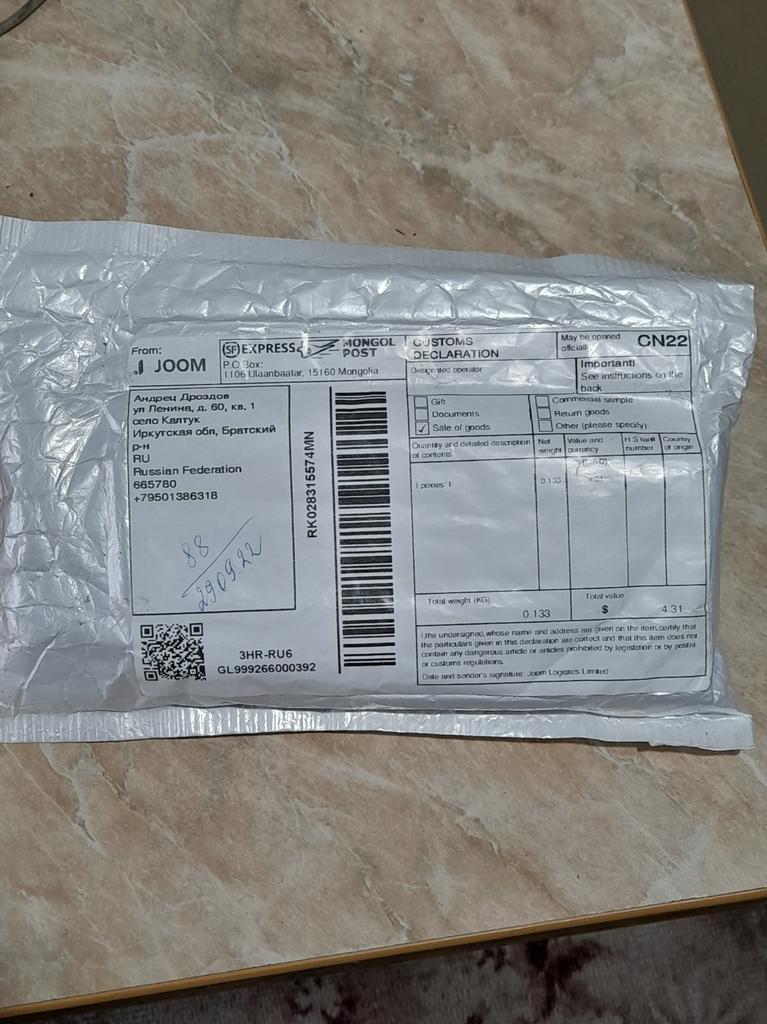 From:
JOOM
SF EXPRESS
MONGOL POST
P.O.Box:
1106 Ulaanbaatar, 15160 Mongolia
Андрец Дроздов
ул Ленина, д. 60, кв. 1
село Калтук
Иркутская обл, Братский
р-н
RU
Russian Federation
665780
+79501386318
88
290922
3HR-RU6
GL999266000392
RK028315574MN
CUSTOMS
DECLARATION
May be opened
officially
CN22
Designated operator
Important!
See instructions on the
back
Gift
Commercial sample
Documents
Return goods
✓ Sale of goods
Other (please specify):
Quantity and detailed description
of contents
Net
weight
Value and
currency
(USD)
H S tariff
number
Country
of origin
Epoxies*1
0.133
4.31
Total weight (KG)
0.133
Total value
$ 4.31
I,the undersigned,whose name and address are given on the item,certify that
the particulars given in this declaration are correct and that this item does not
contain any dangerous article or articles prohibited by legislation or by postal
or customs regulations.
Date and sender's signature: Joom Logistics Limited